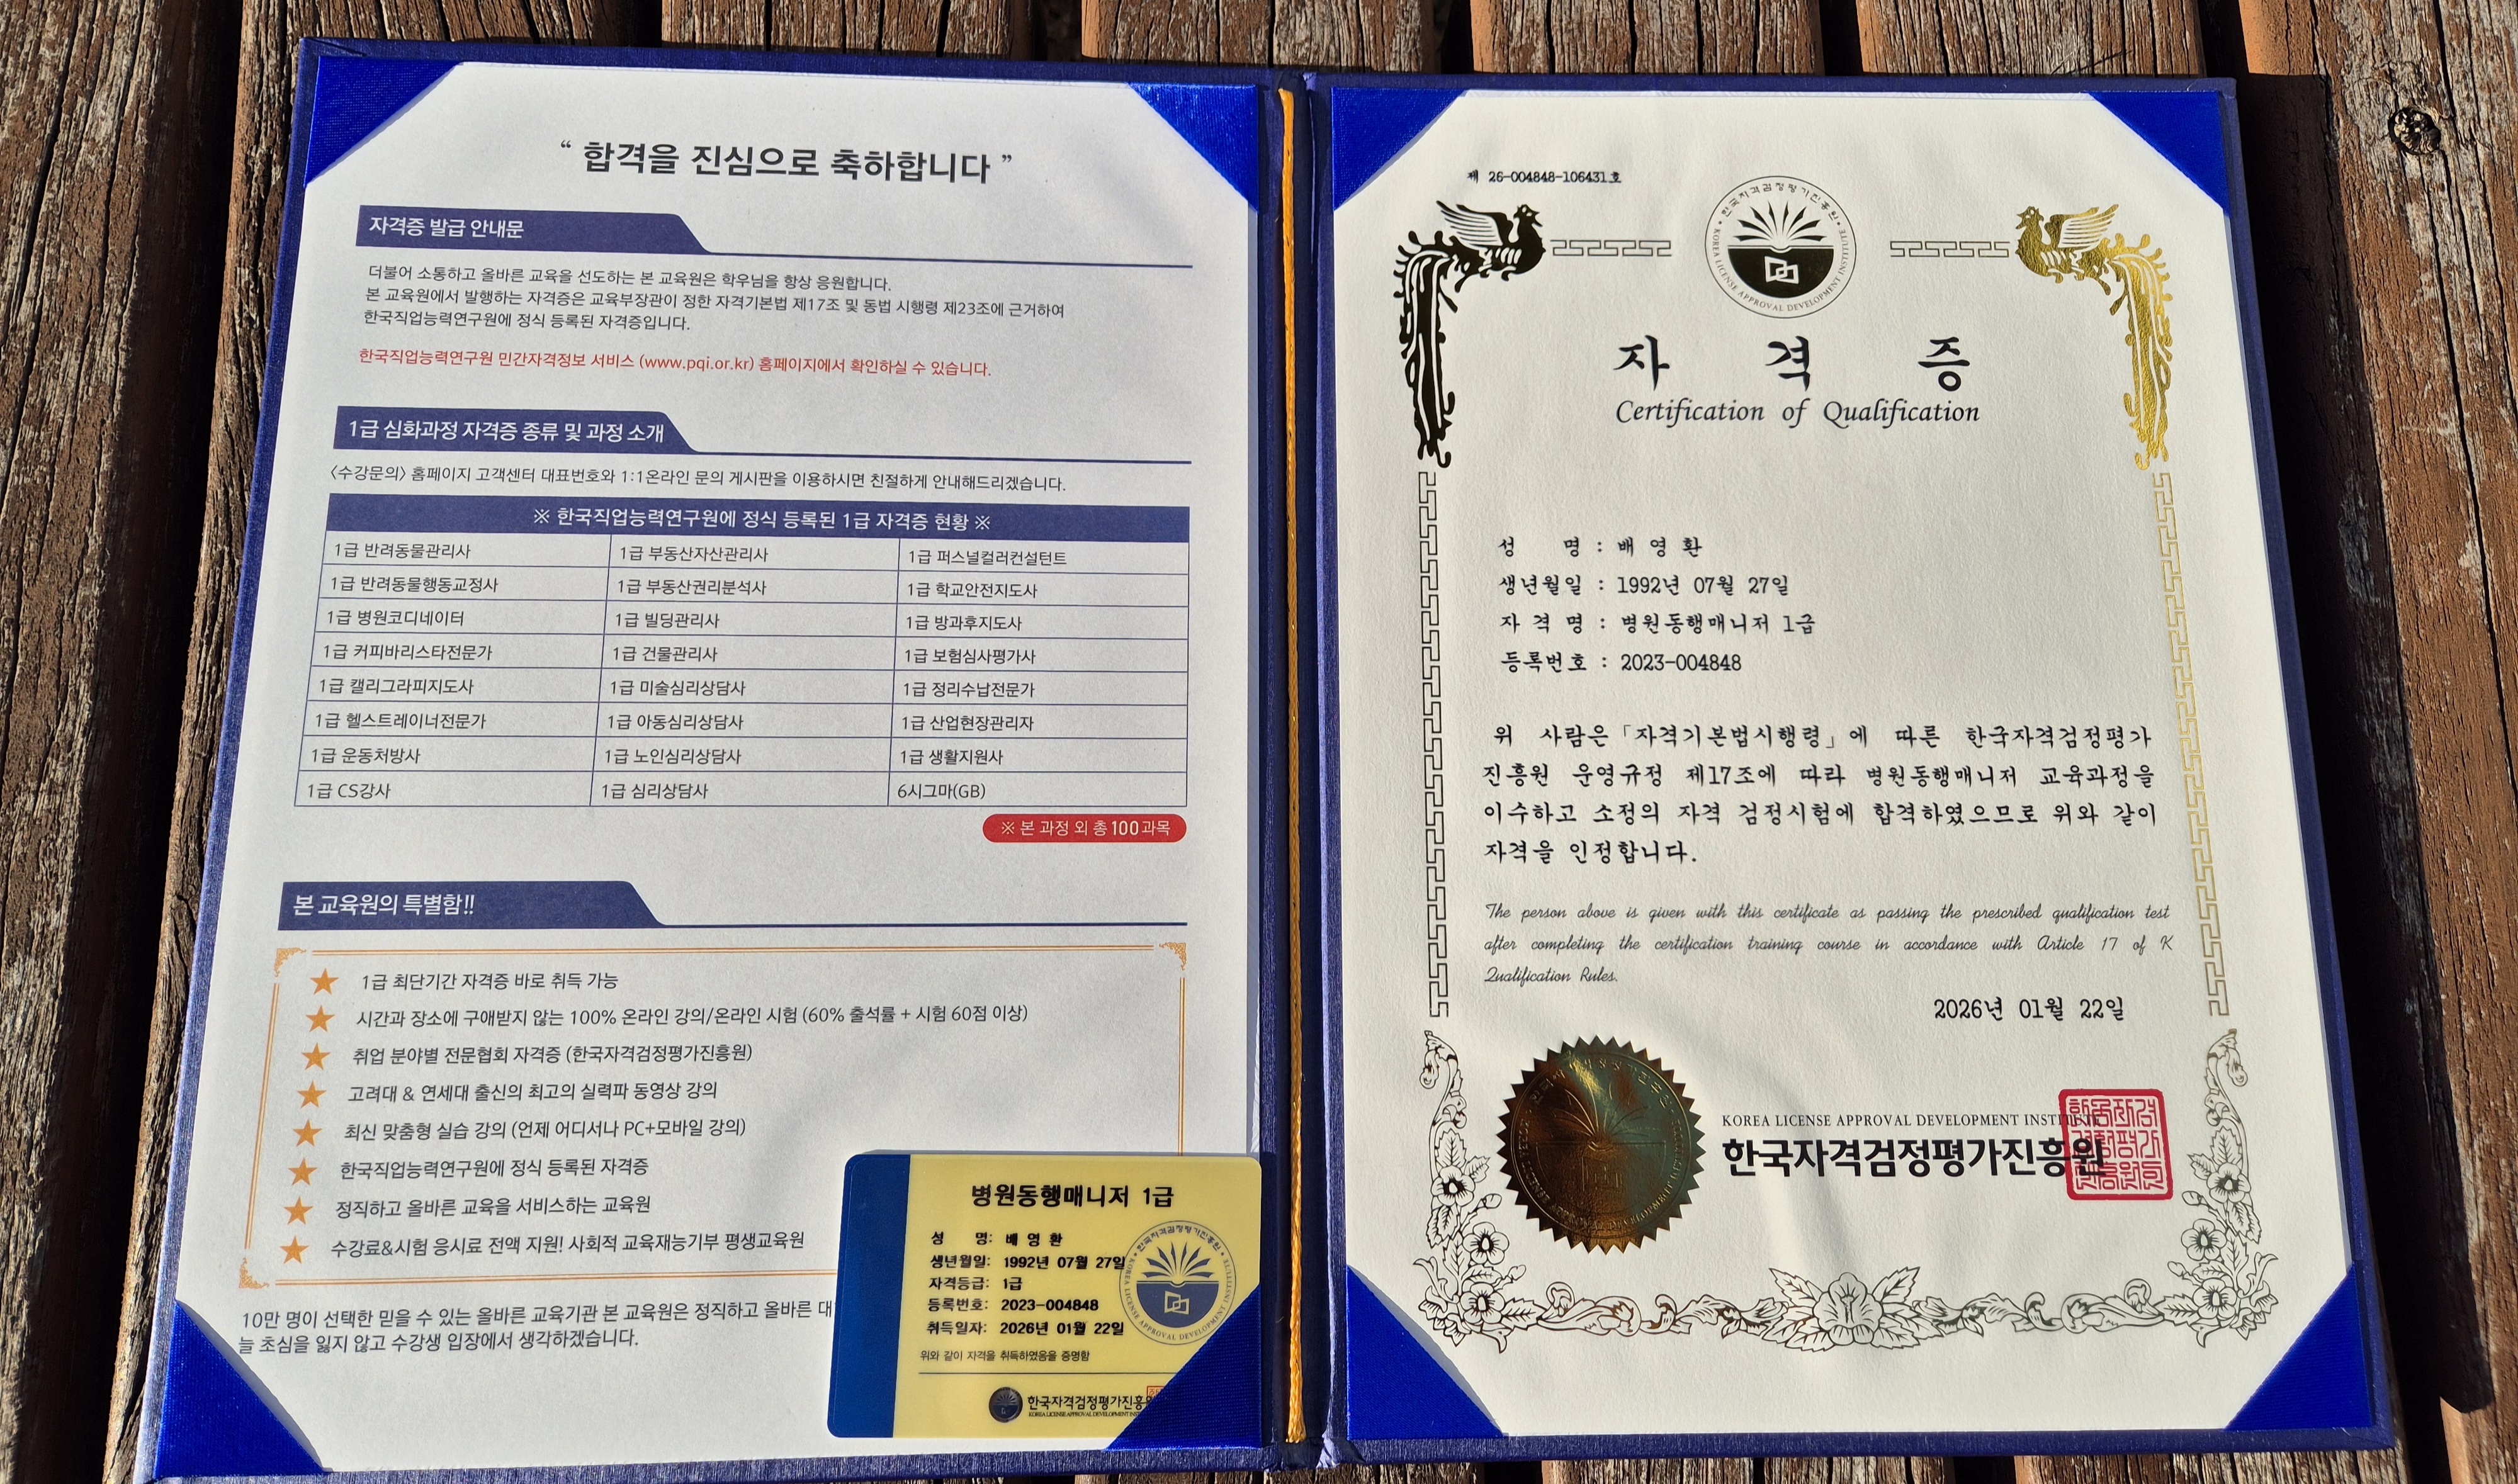 “ 합격을 진심으로 축하합니다 ”
자격증 발급 안내문
더불어 소통하고 올바른 교육을 선도하는 본 교육원은 학우님을 항상 응원합니다.
본 교육원에서 발행하는 자격증은 교육부장관이 정한 자격기본법 제17조 및 동법 시행령 제23조에 근거하여
한국직업능력연구원에 정식 등록된 자격증입니다.
한국직업능력연구원 민간자격정보 서비스 (www.pqi.or.kr) 홈페이지에서 확인하실 수 있습니다.
1급 심화과정 자격증 종류 및 과정 소개
〈수강문의〉 홈페이지 고객센터 대표번호와 1:1온라인 문의 게시판을 이용하시면 친절하게 안내해드리겠습니다.
※ 한국직업능력연구원에 정식 등록된 1급 자격증 현황 ※
1급 반려동물관리사 1급 부동산자산관리사 1급 퍼스널컬러컨설턴트
1급 반려동물행동교정사 1급 부동산권리분석사 1급 학교안전지도사
1급 병원코디네이터 1급 빌딩관리사 1급 방과후지도사
1급 커피바리스타전문가 1급 건물관리사 1급 보험심사평가사
1급 캘리그라피지도사 1급 미술심리상담사 1급 정리수납전문가
1급 헬스트레이너전문가 1급 아동심리상담사 1급 산업현장관리자
1급 운동처방사 1급 노인심리상담사 1급 생활지원사
1급 CS강사 1급 심리상담사 6시그마(GB)
※ 본 과정 외 총 100과목
본 교육원의 특별함!!
1급 최단기간 자격증 바로 취득 가능
시간과 장소에 구애받지 않는 100% 온라인 강의/온라인 시험 (60% 출석률 + 시험 60점 이상)
취업 분야별 전문협회 자격증 (한국자격검정평가진흥원)
고려대 & 연세대 출신의 최고의 실력파 동영상 강의
최신 맞춤형 실습 강의 (언제 어디서나 PC+모바일 강의)
한국직업능력연구원에 정식 등록된 자격증
정직하고 올바른 교육을 서비스하는 교육원
수강료&시험 응시료 전액 지원! 사회적 교육재능기부 평생교육원
10만 명이 선택한 믿을 수 있는 올바른 교육기관 본 교육원은 정직하고 올바른 대
늘 초심을 잃지 않고 수강생 입장에서 생각하겠습니다.
병원동행매니저 1급
성 명: 배 영 환
생년월일: 1992년 07월 27일
자격등급: 1급
등록번호: 2023-004848
취득일자: 2026년 01월 22일
위와 같이 자격을 취득하였음을 증명함
한국자격검정평가진흥원
KOREA LICENSE APPROVAL DEVELOPMENT
한국자격검정평가진흥원
KOREA LICENSE APPROVAL DEVELOPMENT INSTITUTE
제 26-004848-106431호
한국자격검정평가진흥원
KOREA LICENSE APPROVAL DEVELOPMENT INSTITUTE
자 격 증
Certification of Qualification
성 명 : 배 영 환
생년월일 : 1992년 07월 27일
자 격 명 : 병원동행매니저 1급
등록번호 : 2023-004848
위 사람은 「자격기본법시행령」에 따른 한국자격검정평가
진흥원 운영규정 제17조에 따라 병원동행매니저 교육과정을
이수하고 소정의 자격 검정시험에 합격하였으므로 위와 같이
자격을 인정합니다.
The person above is given with this certificate as passing the prescribed qualification test
after completing the certification training course in accordance with Article 17 of K
Qualification Rules.
2026년 01월 22일
KOREA LICENSE APPROVAL DEVELOPMENT INSTITUTE
한국자격검정평가진흥원